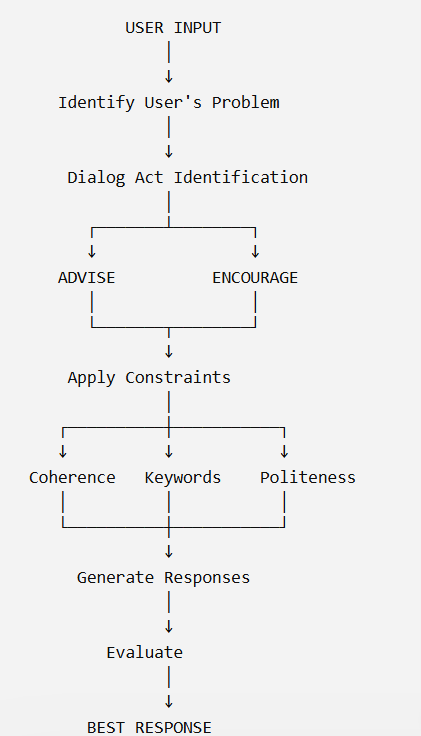 USER INPUT
Identify User's Problem
Dialog Act Identification
ADVISE ENCOURAGE
Apply Constraints
Coherence Keywords Politeness
Generate Responses
Evaluate
BEST RESPONSE